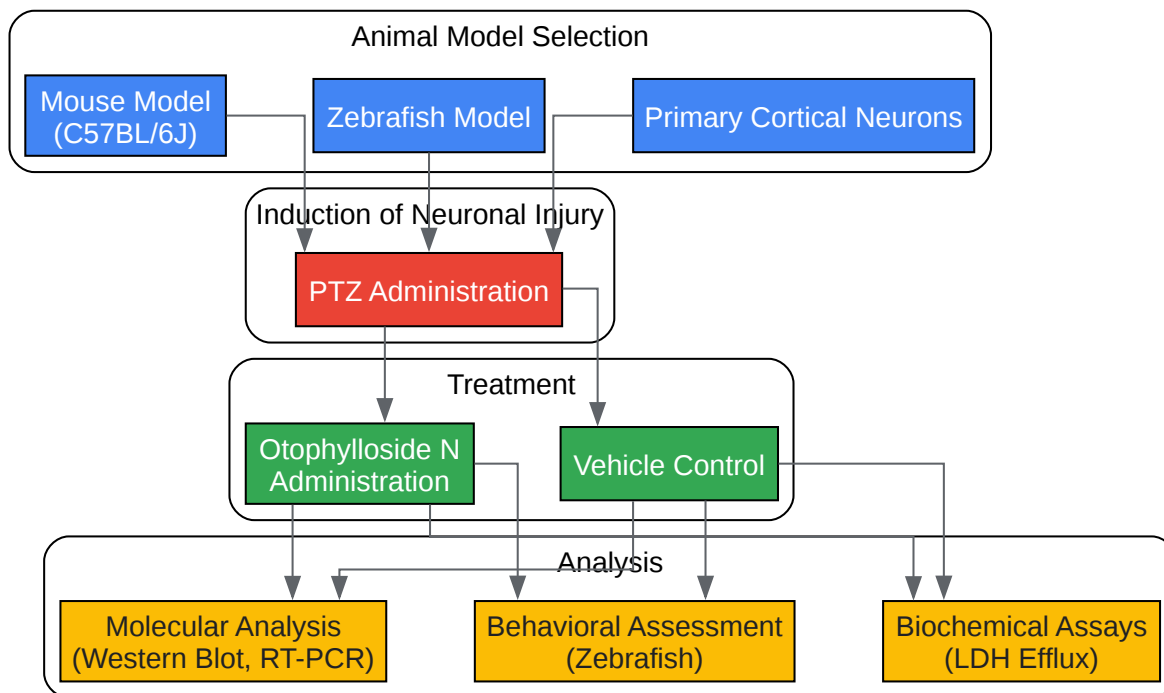 Animal Model Selection
Mouse Model
(C57BL/6J)
Zebrafish Model
Primary Cortical Neurons
Induction of Neuronal Injury
PTZ Administration
Treatment
Otophylloside N
Administration
Vehicle Control
Analysis
Molecular Analysis
(Western Blot, RT-PCR)
Behavioral Assessment
(Zebrafish)
Biochemical Assays
(LDH Efflux)